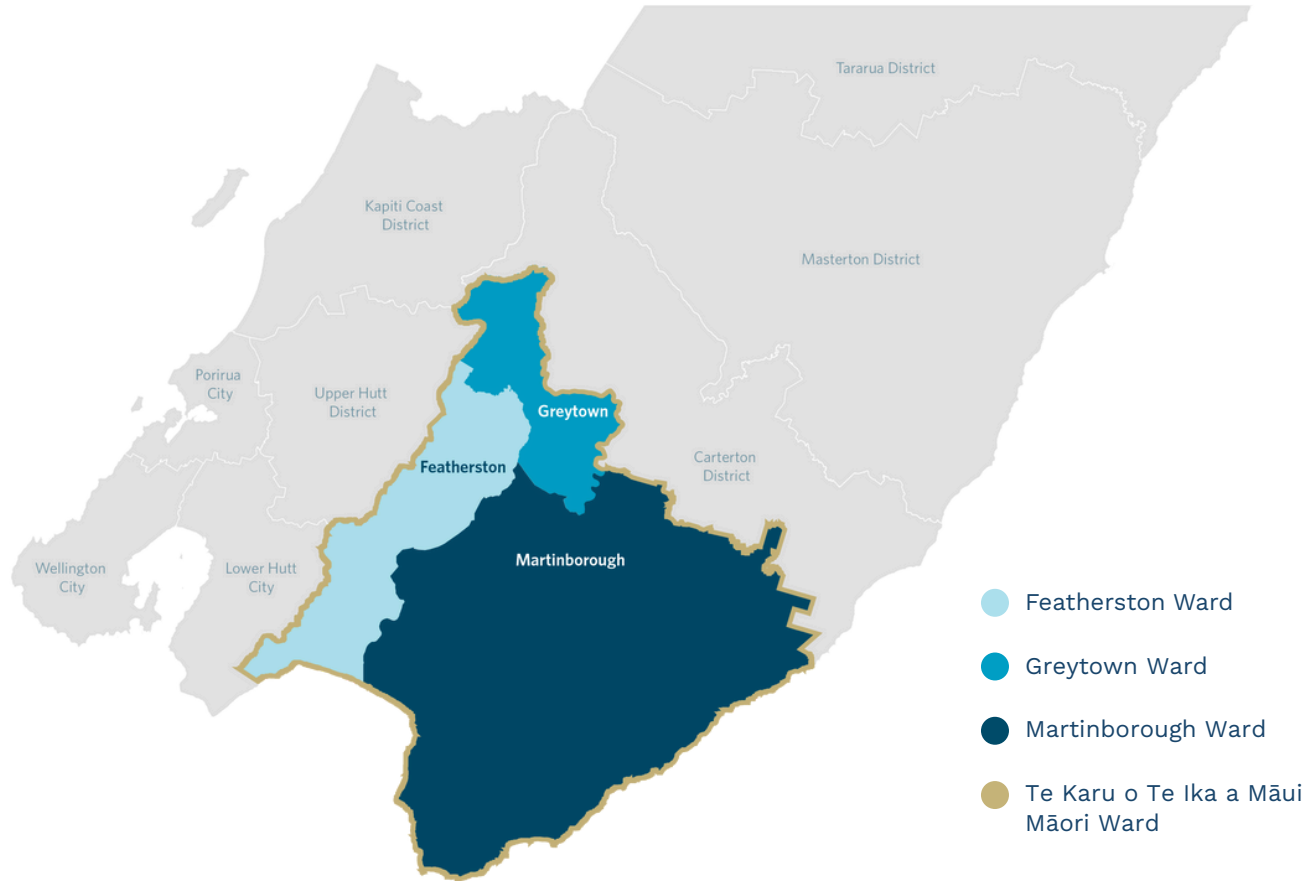 Tararua District
Kapiti Coast
District
Masterton District
Porirua
City
Upper Hutt
District
Greytown
Featherston
Carterton
District
Martinborough
Wellington
City
Lower Hutt
City
Featherston Ward
Greytown Ward
Martinborough Ward
Te Karu o Te Ika a Māui
Māori Ward